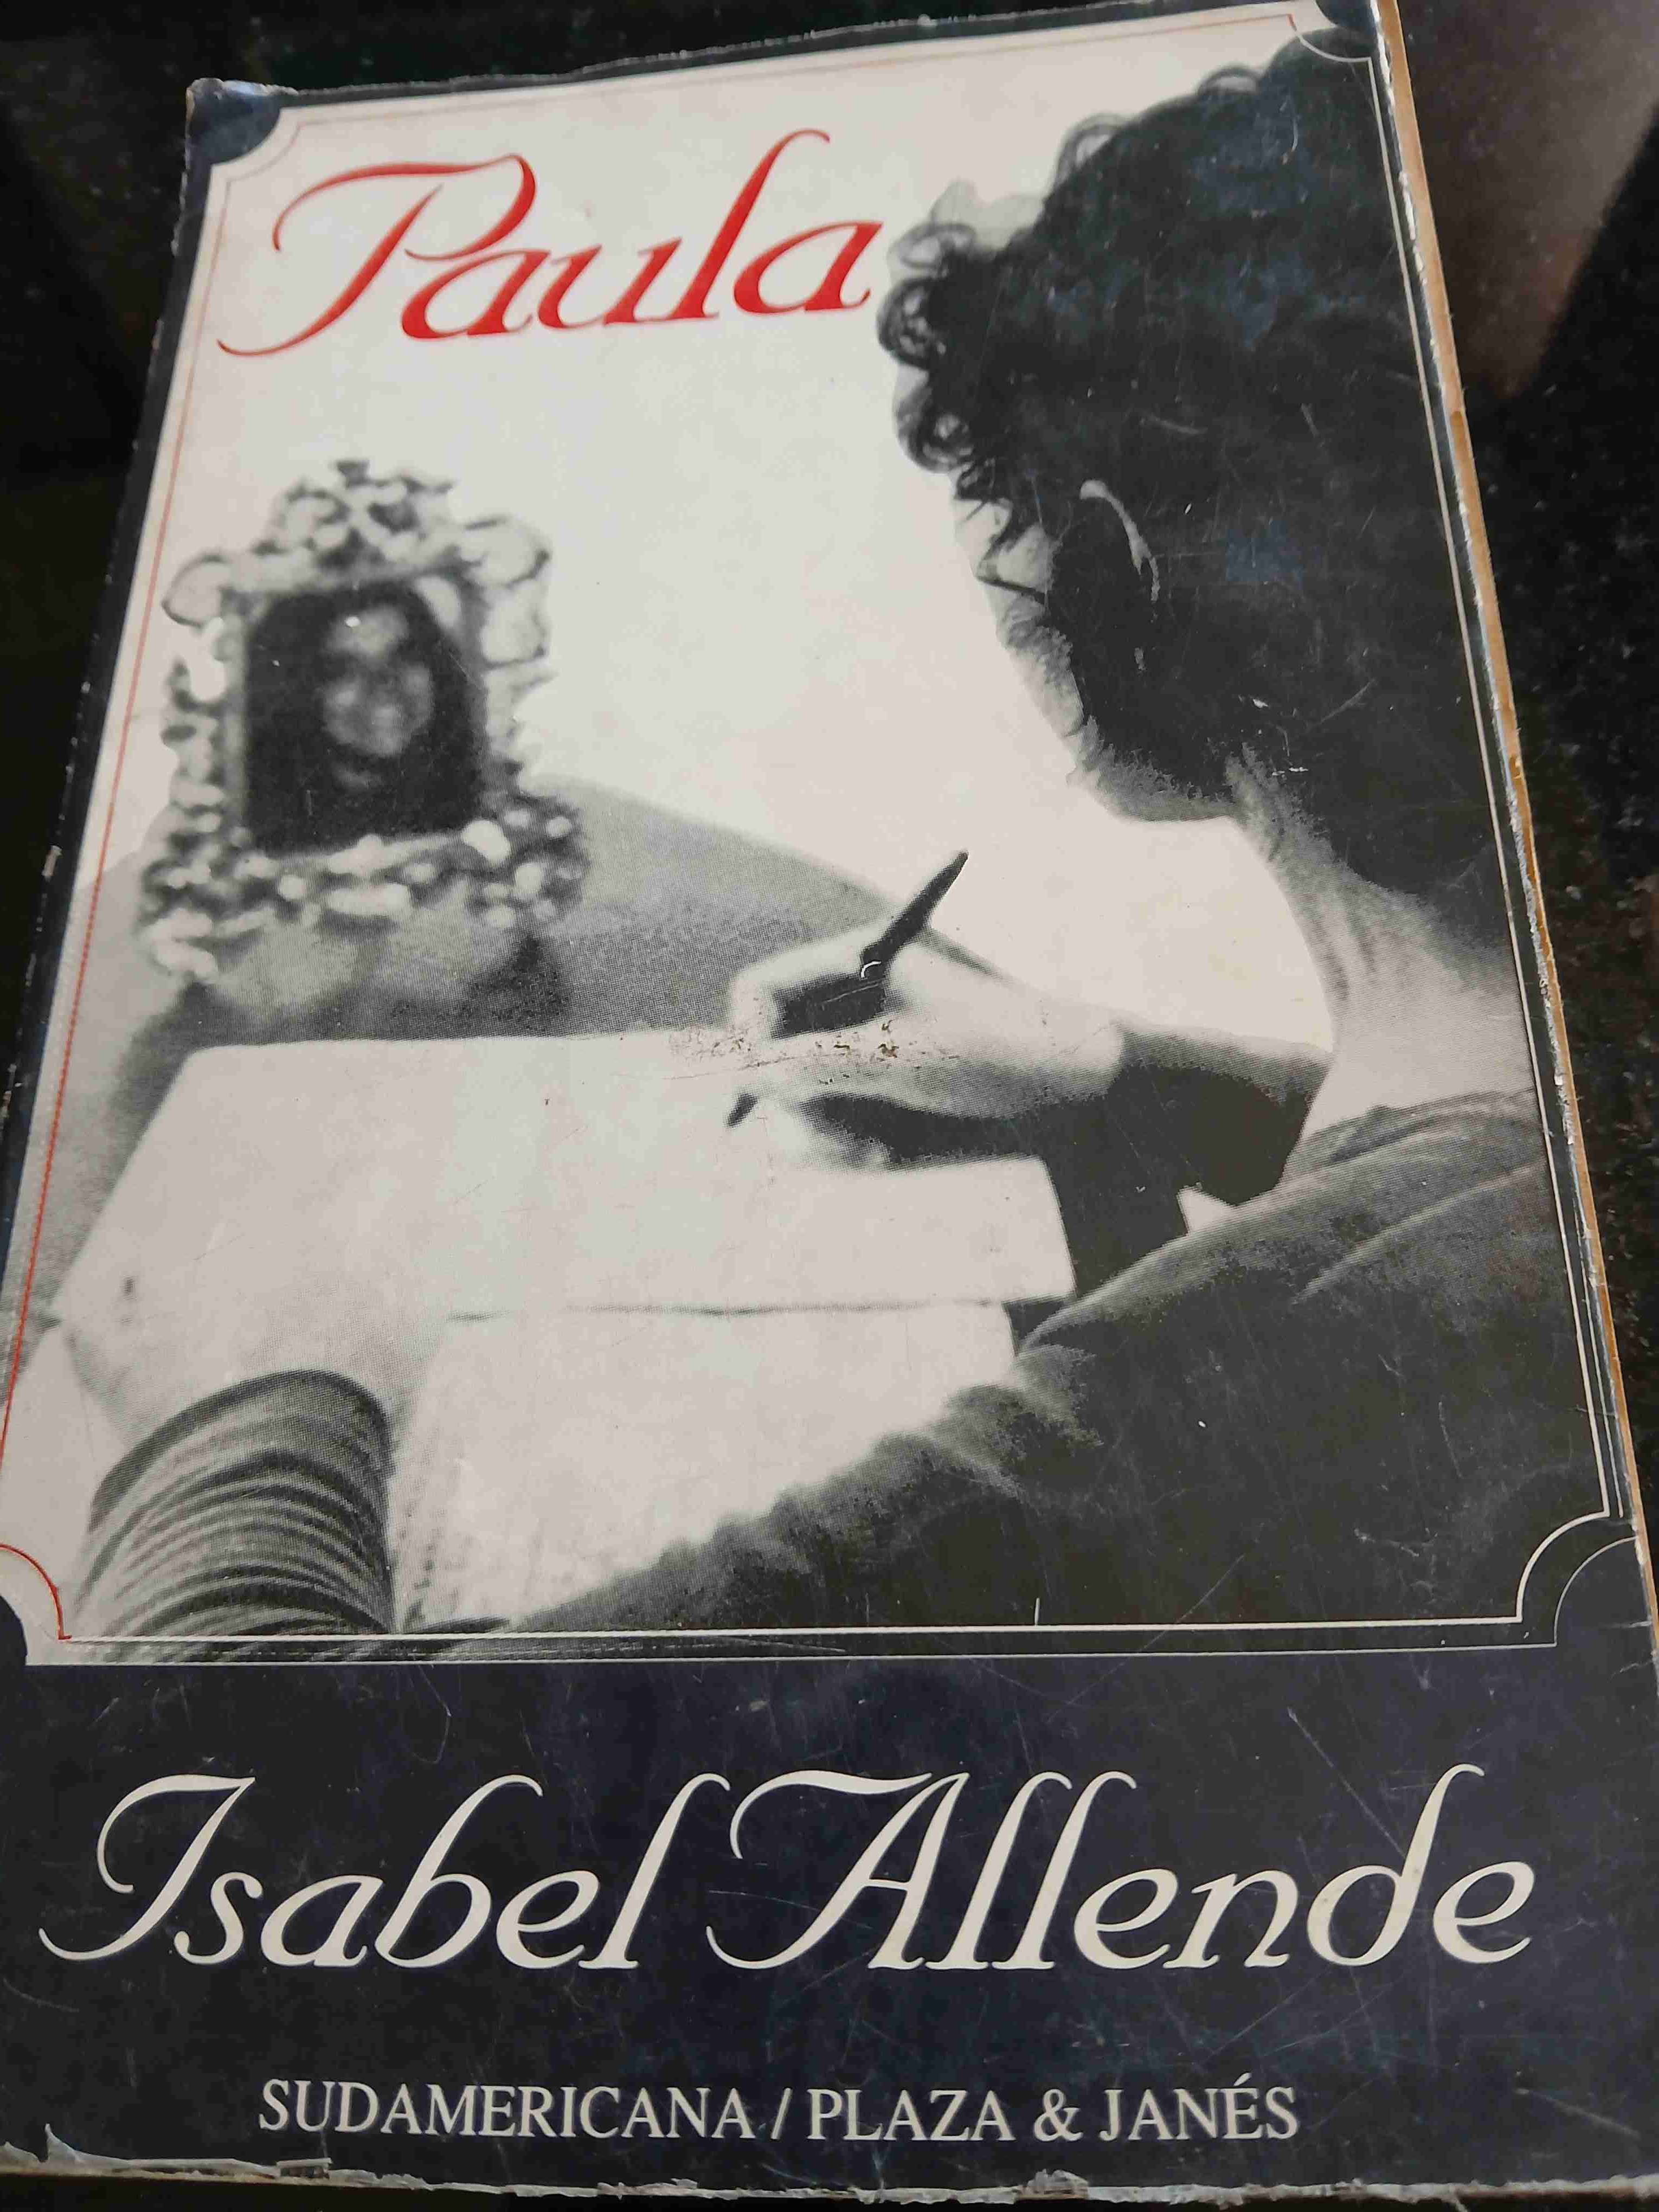 Paula
Isabel Allende
SUDAMERICANA / PLAZA & JANÉS